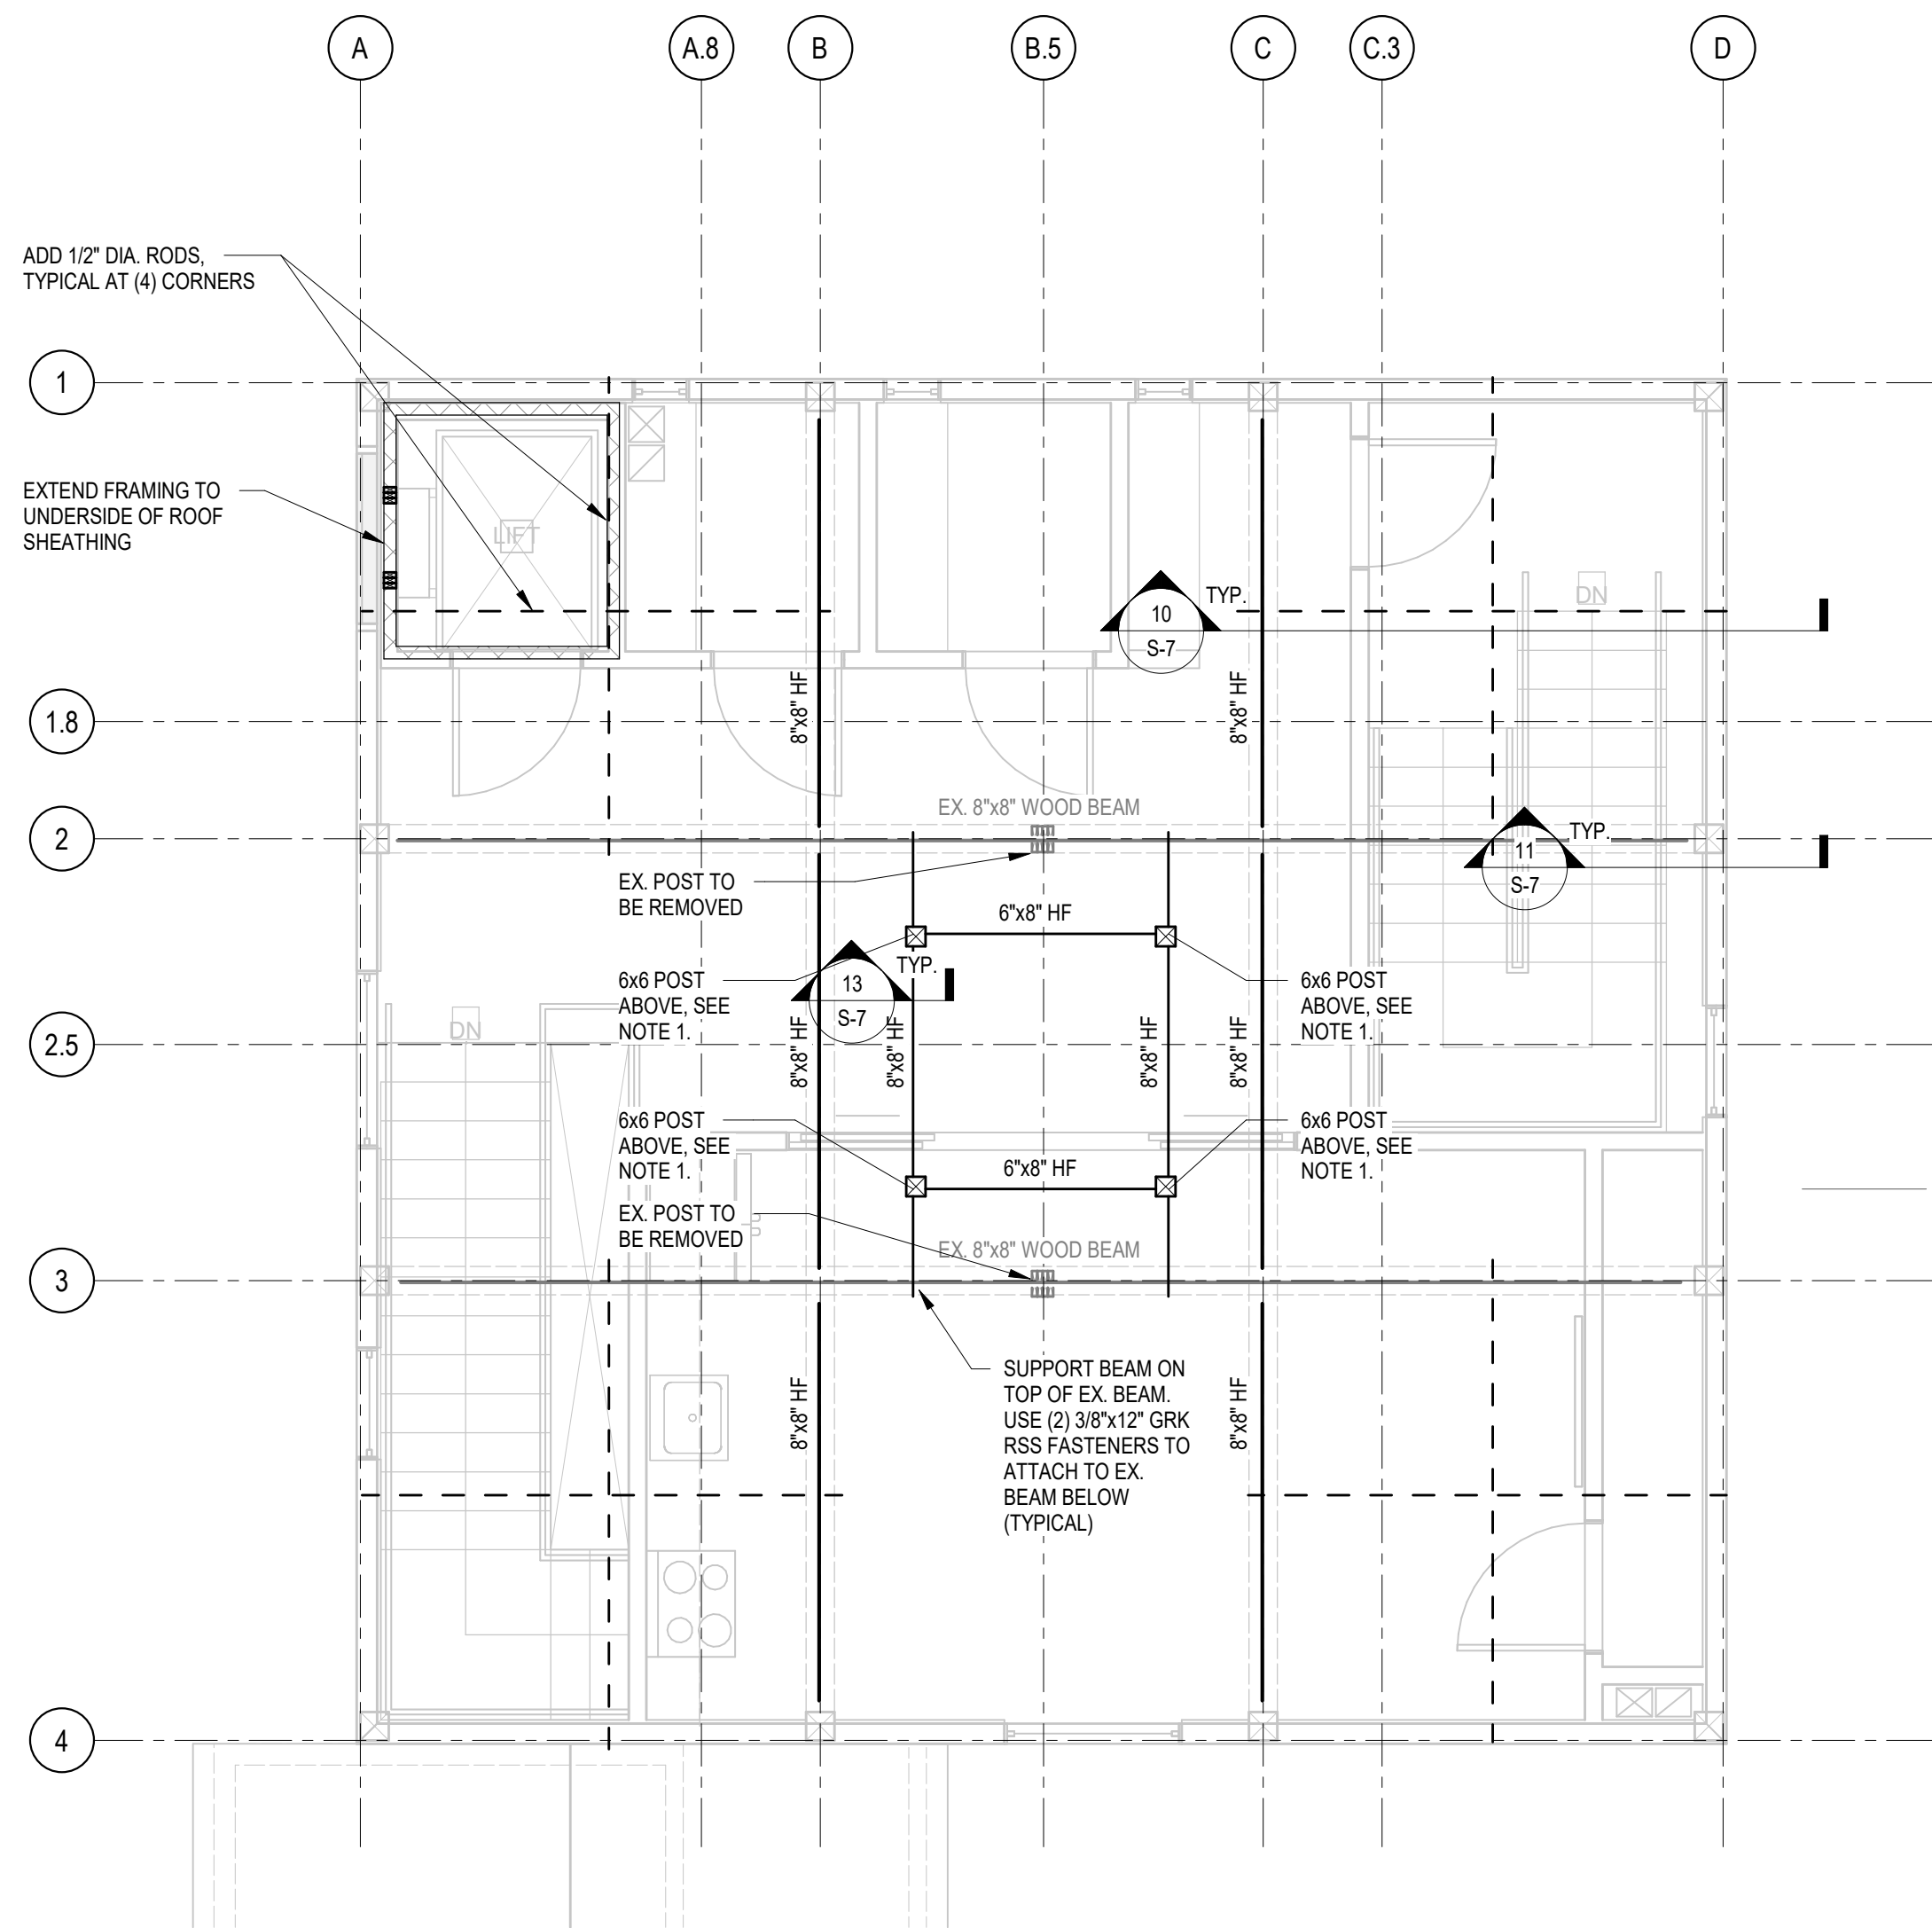 A
A.8
B
B.5
C
C.3
D
ADD 1/2" DIA. RODS,
TYPICAL AT (4) CORNERS
1
EXTEND FRAMING TO
UNDERSIDE OF ROOF
SHEATHING
LIFT
DN
TYP.
10
S-7
8"x8" HF
8"x8" HF
1.8
EX. 8"x8" WOOD BEAM
2
TYP.
11
S-7
EX. POST TO
BE REMOVED
6"x8" HF
TYP.
13
S-7
6x6 POST
ABOVE, SEE
NOTE 1.
6x6 POST
ABOVE, SEE
NOTE 1.
DN
2.5
8"x8" HF
8"x8" HF
8"x8" HF
8"x8" HF
6x6 POST
ABOVE, SEE
NOTE 1.
6x6 POST
ABOVE, SEE
NOTE 1.
6"x8" HF
EX. POST TO
BE REMOVED
EX. 8"x8" WOOD BEAM
3
SUPPORT BEAM ON
TOP OF EX. BEAM.
USE (2) 3/8"x12" GRK
RSS FASTENERS TO
ATTACH TO EX.
BEAM BELOW
(TYPICAL)
8"x8" HF
8"x8" HF
4